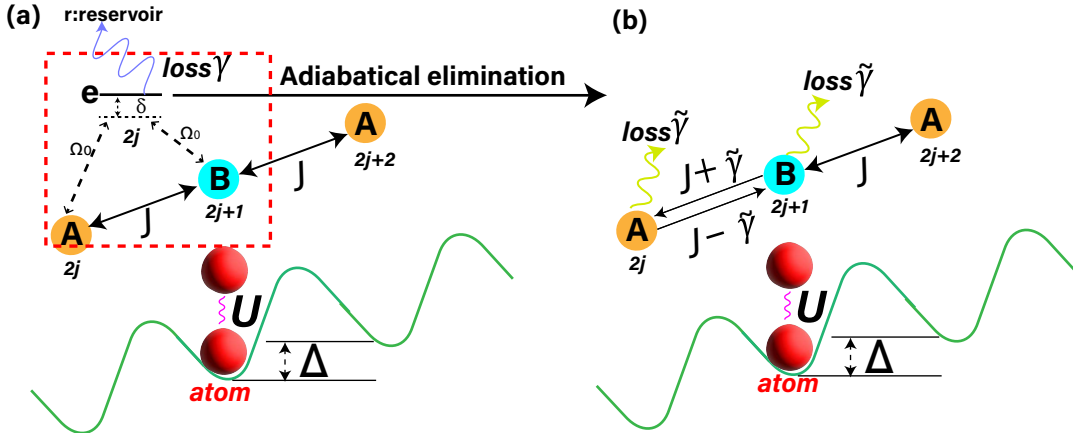 (a)
r:reservoir
loss γ
e
δ
2j
Ω₀
Ω₀
Adiabatical elimination
A
2j+2
B
2j+1
J
J
A
2j
U
Δ
atom
(b)
loss γ̃
loss γ̃
A
2j+2
B
2j+1
J
J+ γ̃
J− γ̃
A
2j
U
Δ
atom